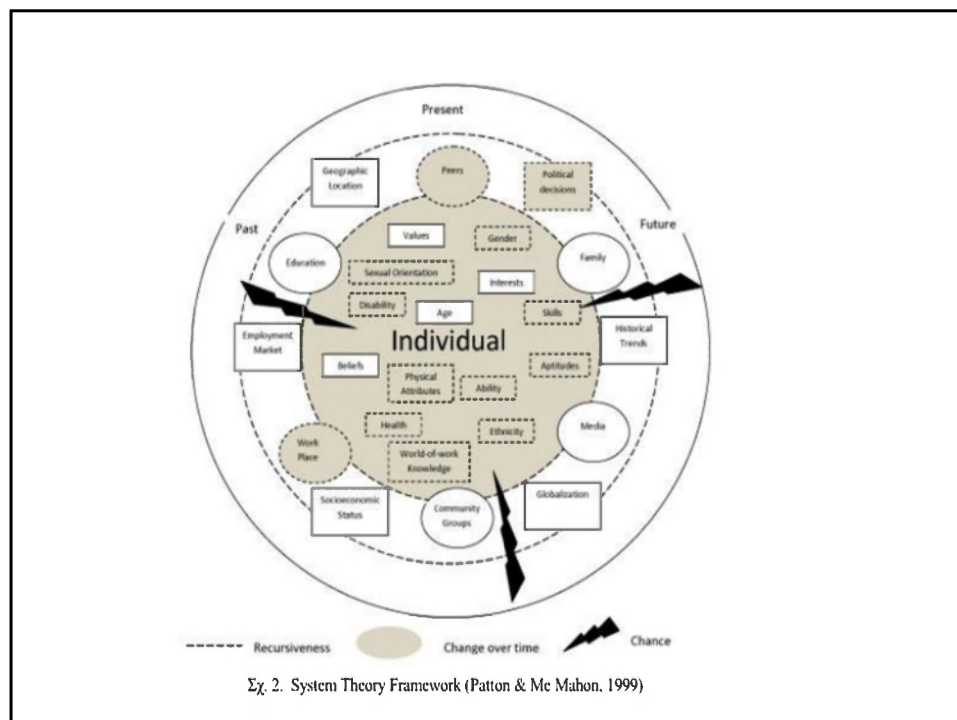 Present
Geographic
Location
Peers
Political
decisions
Past
Future
Values
Gender
Education
Family
Sexual Orientation
Interests
Disability
Age
Skills
Employment
Market
Individual
Historical
Trends
Beliefs
Physical
Attributes
Ability
Aptitudes
Health
Ethnicity
Media
Work
Place
World-of-work
Knowledge
Socioeconomic
Status
Community
Groups
Globalization
Recursiveness
Change over time
Chance
Σχ. 2. System Theory Framework (Patton & Mc Mahon, 1999)